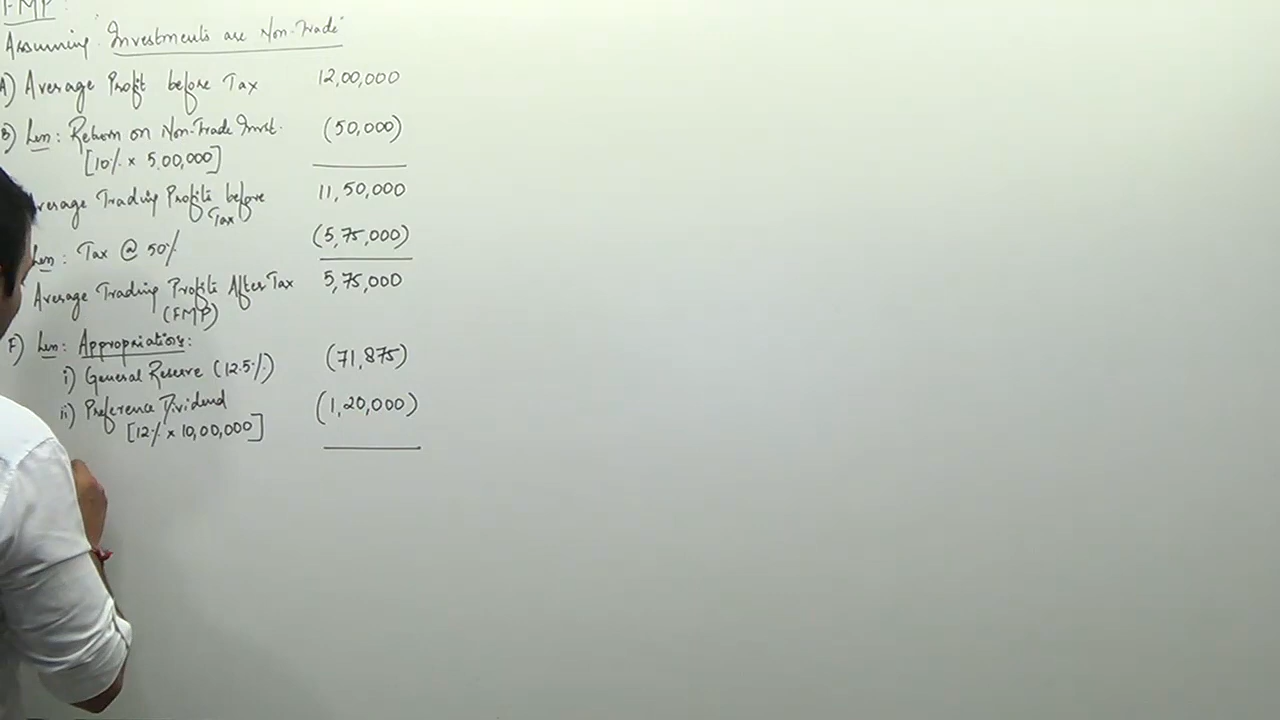 FMP:
Assuming: Investments are Non-Trade
A) Average Profit before Tax 12,00,000
B) Less: Return on Non-Trade Invst. (50,000)
[10% x 5,00,000]
Average Trading Profits before 11,50,000
Tax
Less: Tax @ 50% (5,75,000)
Average Trading Profits After Tax 5,75,000
(FMP)
F) Less: Appropriations:
i) General Reserve (12.5%) (71,875)
ii) Preference Dividend (1,20,000)
[12% x 10,00,000]